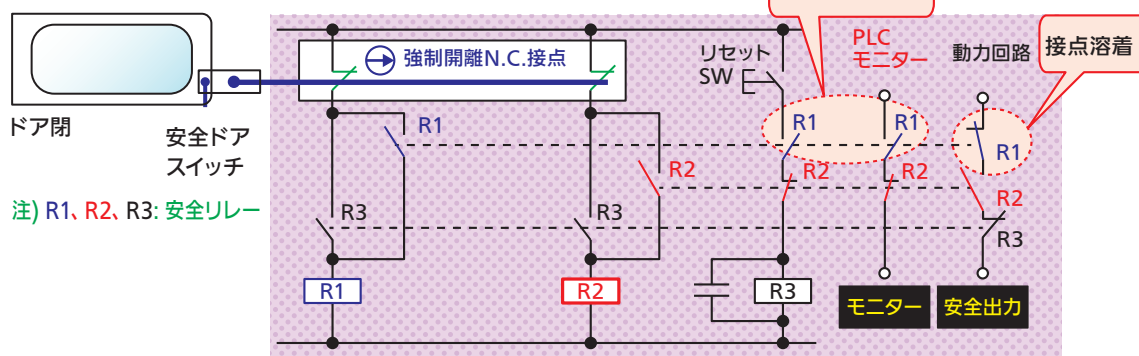 強制開離N.C.接点
リセット
SW
PLC
モニター
動力回路
接点溶着
ドア閉
安全ドア
スイッチ
注) R1、R2、R3: 安全リレー
R1
R1
R1
R1
R2
R2
R2
R2
R3
R3
R3
R1
R2
R3
モニター
安全出力